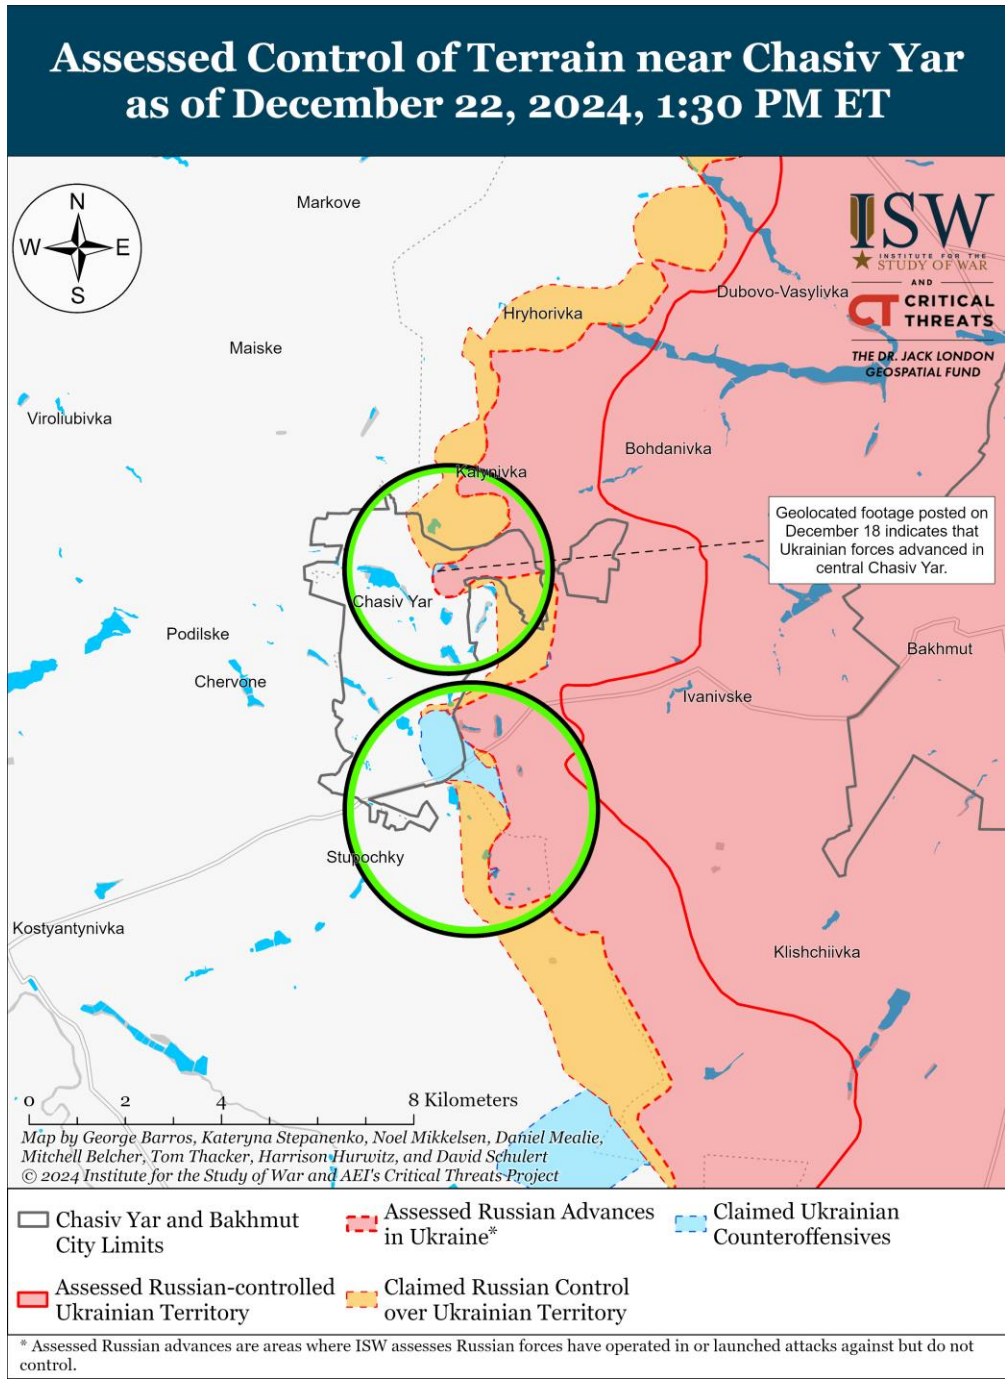 Assessed Control of Terrain near Chasiv Yar
as of December 22, 2024, 1:30 PM ET
N
W
E
S
Markove
ISW
INSTITUTE FOR THE
STUDY OF WAR
AND
CT CRITICAL
THREATS
THE DR. JACK LONDON
GEOSPATIAL FUND
Dubovo-Vasylivka
Hryhorivka
Maiske
Viroliubivka
Bohdanivka
Kalynivka
Geolocated footage posted on
December 18 indicates that
Ukrainian forces advanced in
central Chasiv Yar.
Chasiv Yar
Podilske
Bakhmut
Chervone
Ivanivske
Stupochky
Kostyantynivka
Klishchiivka
0 2 4 8 Kilometers
Map by George Barros, Kateryna Stepanenko, Noel Mikkelsen, Daniel Mealie,
Mitchell Belcher, Tom Thacker, Harrison Hurwitz, and David Schulert
© 2024 Institute for the Study of War and AEI's Critical Threats Project
Chasiv Yar and Bakhmut
City Limits
Assessed Russian Advances
in Ukraine*
Claimed Ukrainian
Counteroffensives
Assessed Russian-controlled
Ukrainian Territory
Claimed Russian Control
over Ukrainian Territory
* Assessed Russian advances are areas where ISW assesses Russian forces have operated in or launched attacks against but do not
control.